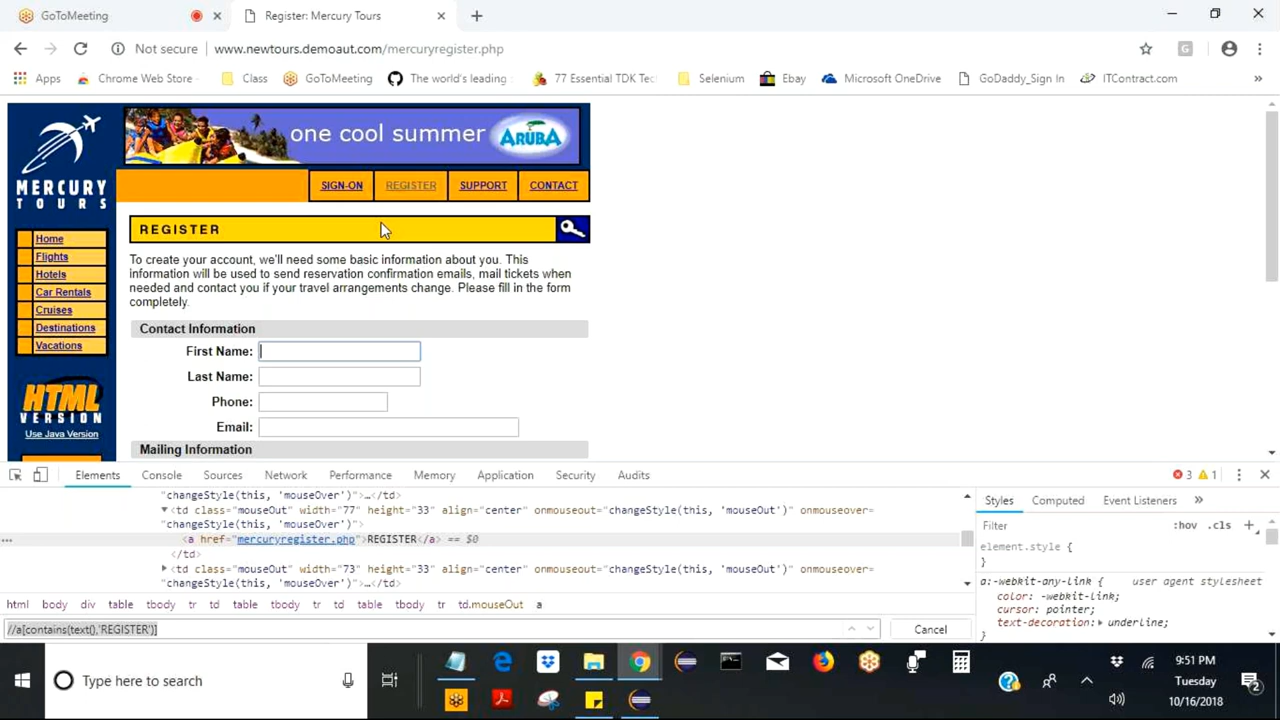 GoToMeeting
Register: Mercury Tours
Not secure
www.newtours.demoaut.com/mercuryregister.php
G
Apps
Chrome Web Store
Class
GoToMeeting
The world's leading
77 Essential TDK Tec
Selenium
Ebay
Microsoft OneDrive
GoDaddy_Sign In
ITContract.com
»
MERCURY
TOURS
one cool summer
ARUBA
SIGN-ON
REGISTER
SUPPORT
CONTACT
REGISTER
Home
Flights
Hotels
Car Rentals
Cruises
Destinations
Vacations
HTML
VERSION
Use Java Version
To create your account, we'll need some basic information about you. This
information will be used to send reservation confirmation emails, mail tickets when
needed and contact you if your travel arrangements change. Please fill in the form
completely.
Contact Information
First Name:
Last Name:
Phone:
Email:
Mailing Information
Elements
Console
Sources
Network
Performance
Memory
Application
Security
Audits
3
1
"changeStyle(this, 'mouseOver')">…</td>
<td class="mouseOut" width="77" height="33" align="center" onmouseout="changeStyle(this, 'mouseOut')" onmouseover=
"changeStyle(this, 'mouseOver')">
<a href="mercuryregister.php">REGISTER</a> == $0
</td>
<td class="mouseOut" width="73" height="33" align="center" onmouseout="changeStyle(this, 'mouseOut')" onmouseover=
"changeStyle(this, 'mouseOver')">…</td>
html body div table tbody tr td table tbody tr td table tbody tr td.mouseOut a
//a[contains(text(),'REGISTER')]
Cancel
Styles
Computed
Event Listeners
»
Filter
:hov .cls +
element.style {
}
a:-webkit-any-link { user agent stylesheet
color: -webkit-link;
cursor: pointer;
text-decoration: underline;
}
Type here to search
9:51 PM
Tuesday
10/16/2018
2